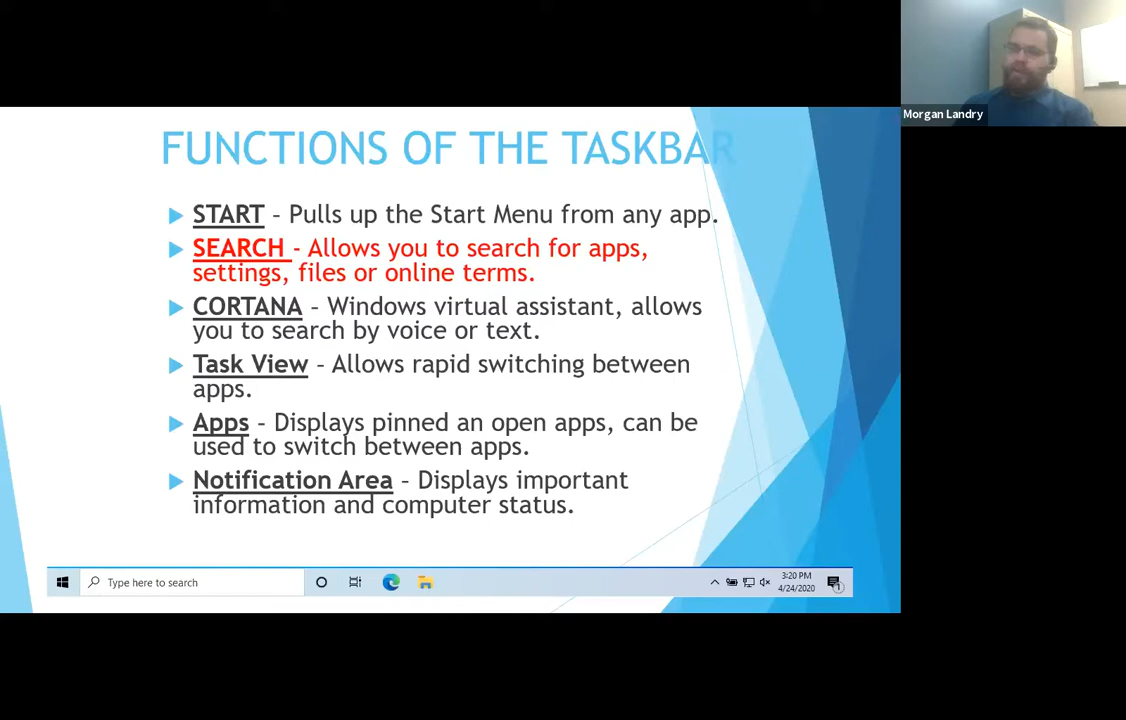 Morgan Landry
FUNCTIONS OF THE TASKBAR
START – Pulls up the Start Menu from any app.
SEARCH - Allows you to search for apps,
settings, files or online terms.
CORTANA – Windows virtual assistant, allows
you to search by voice or text.
Task View – Allows rapid switching between
apps.
Apps – Displays pinned an open apps, can be
used to switch between apps.
Notification Area – Displays important
information and computer status.
Type here to search
3:20 PM
4/24/2020
1